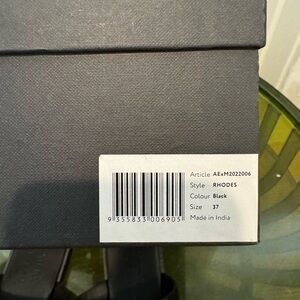 Article AExM2022006
Style RHODES
Colour Black
Size 37
Made in India
9 355833 006905